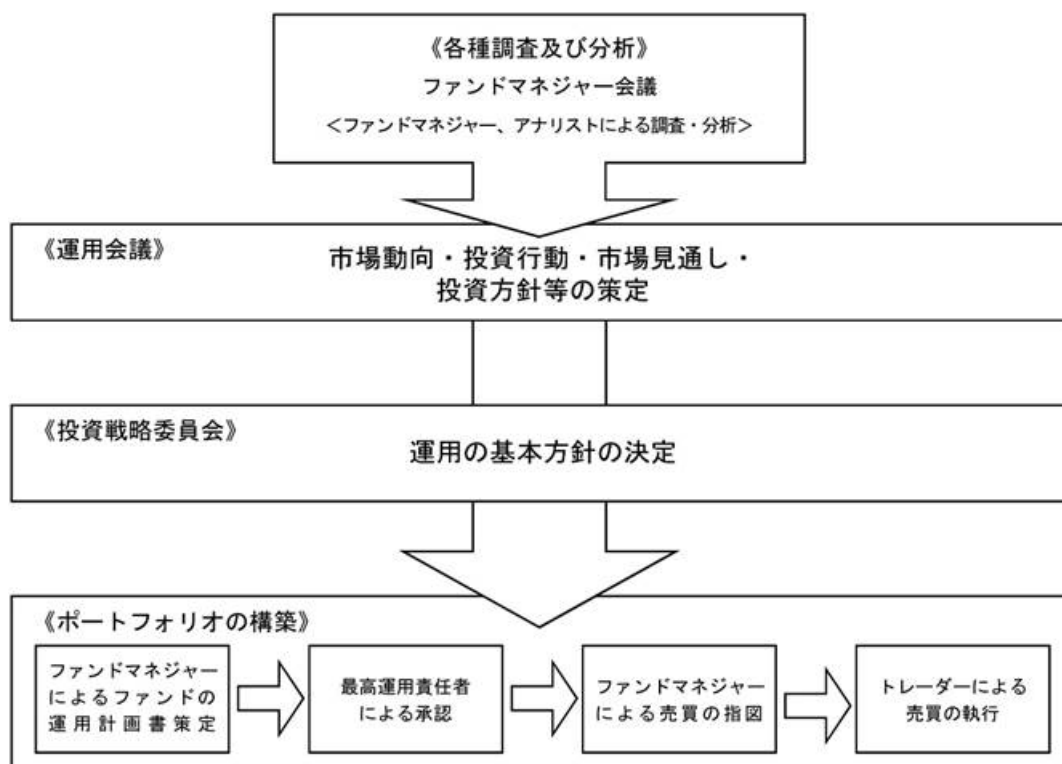 《各種調査及び分析》
ファンドマネジャー会議
<ファンドマネジャー、アナリストによる調査・分析>
《運用会議》
市場動向・投資行動・市場見通し・
投資方針等の策定
《投資戦略委員会》
運用の基本方針の決定
《ポートフォリオの構築》
ファンドマネジャー
によるファンドの
運用計画書策定
最高運用責任者
による承認
ファンドマネジャー
による売買の指図
トレーダーによる
売買の執行